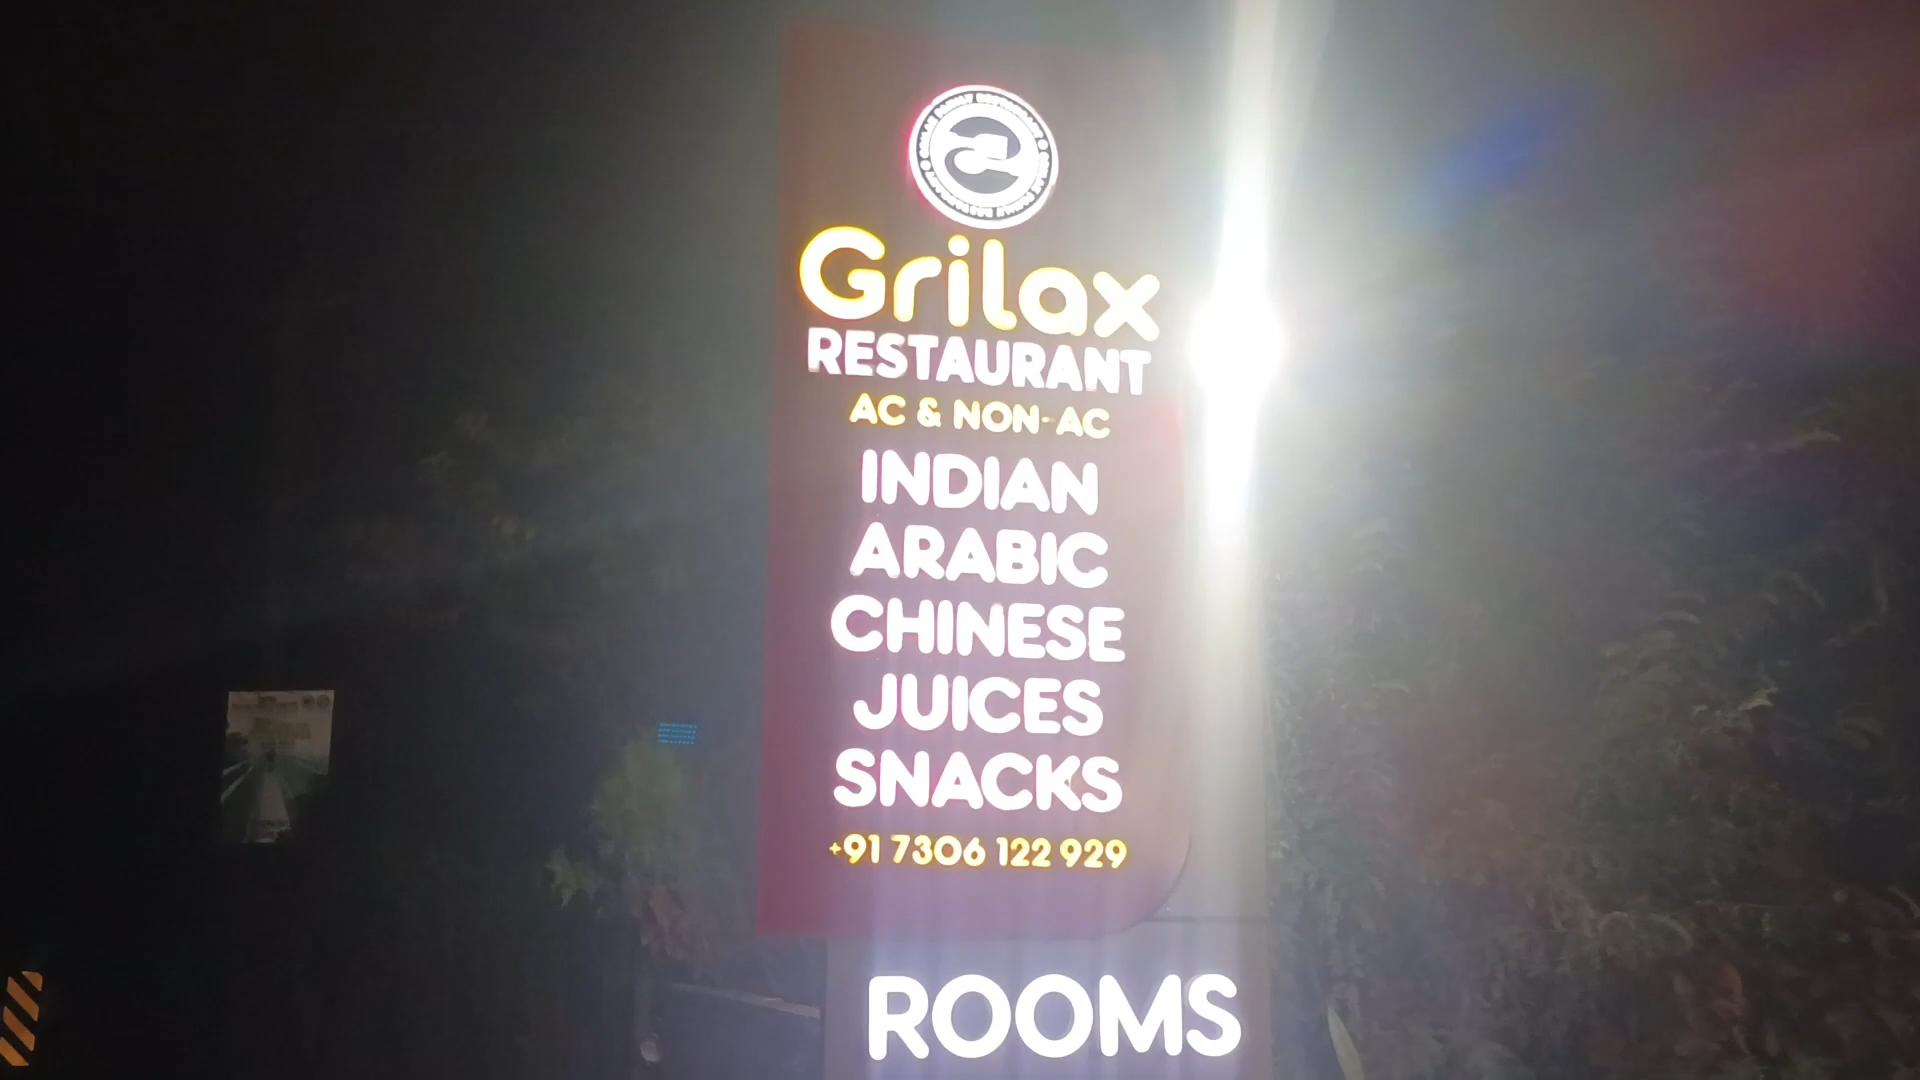 Grilax
RESTAURANT
AC & NON-AC
INDIAN
ARABIC
CHINESE
JUICES
SNACKS
+91 7306 122 929
ROOMS